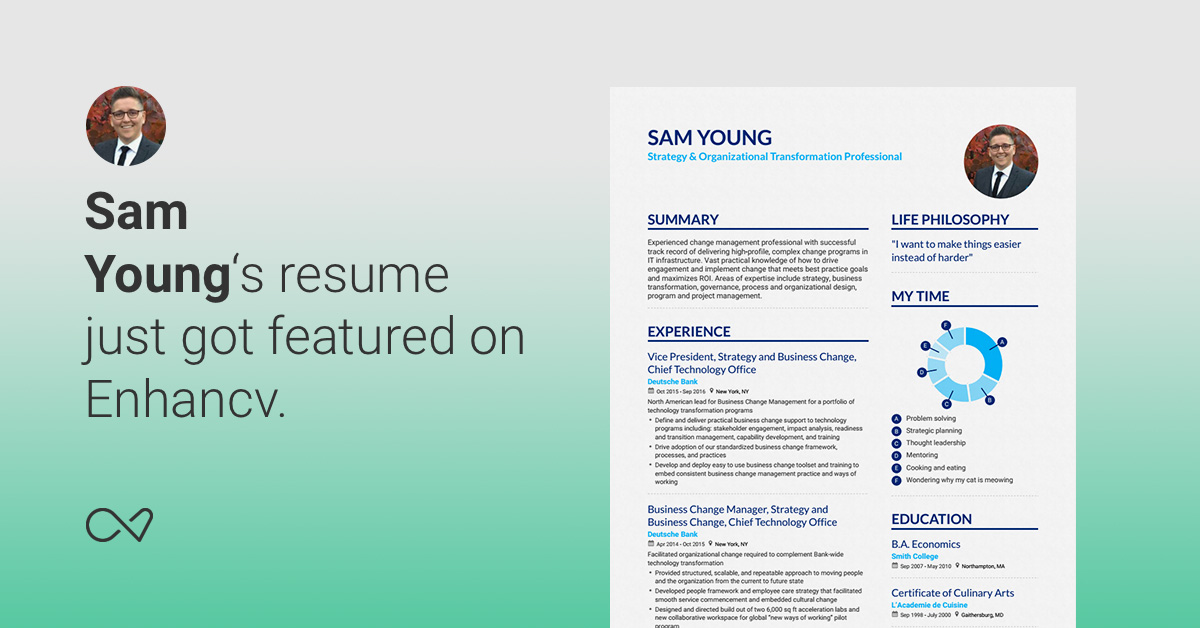 Sam
Young‘s resume
just got featured on
Enhancv.
SAM YOUNG
Strategy & Organizational Transformation Professional
SUMMARY
Experienced change management professional with successful
track record of delivering high-profile, complex change programs in
IT infrastructure. Vast practical knowledge of how to drive
engagement and implement change that meets best practice goals
and maximizes ROI. Areas of expertise include strategy, business
transformation, governance, process and organizational design,
program and project management.
EXPERIENCE
Vice President, Strategy and Business Change,
Chief Technology Office
Deutsche Bank
Oct 2015 - Sep 2016 New York, NY
North American lead for Business Change Management for a portfolio of
technology transformation programs
• Define and deliver practical business change support to technology
programs including: stakeholder engagement, impact analysis, readiness
and transition management, capability development, and training
• Drive adoption of our standardized business change framework,
processes, and practices
• Develop and deploy easy to use business change toolset and training to
embed consistent business change management practice and ways of
working
Business Change Manager, Strategy and
Business Change, Chief Technology Office
Deutsche Bank
Apr 2014 - Oct 2015 New York, NY
Facilitated organizational change required to complement Bank-wide
technology transformation
• Provided structured, scalable, and repeatable approach to moving people
and the organization from the current to future state
• Developed people framework and employee care strategy that facilitated
smooth service commencement and embedded cultural change
• Designed and directed build out of two 6,000 sq ft acceleration labs and
new collaborative workspace for global "new ways of working" pilot
program
LIFE PHILOSOPHY
"I want to make things easier
instead of harder"
MY TIME
F
A
E
D
C
B
A Problem solving
B Strategic planning
C Thought leadership
D Mentoring
E Cooking and eating
F Wondering why my cat is meowing
EDUCATION
B.A. Economics
Smith College
Sep 2007 - May 2010 Northampton, MA
Certificate of Culinary Arts
L'Academie de Cuisine
Sep 1998 - July 2000 Gaithersburg, MD